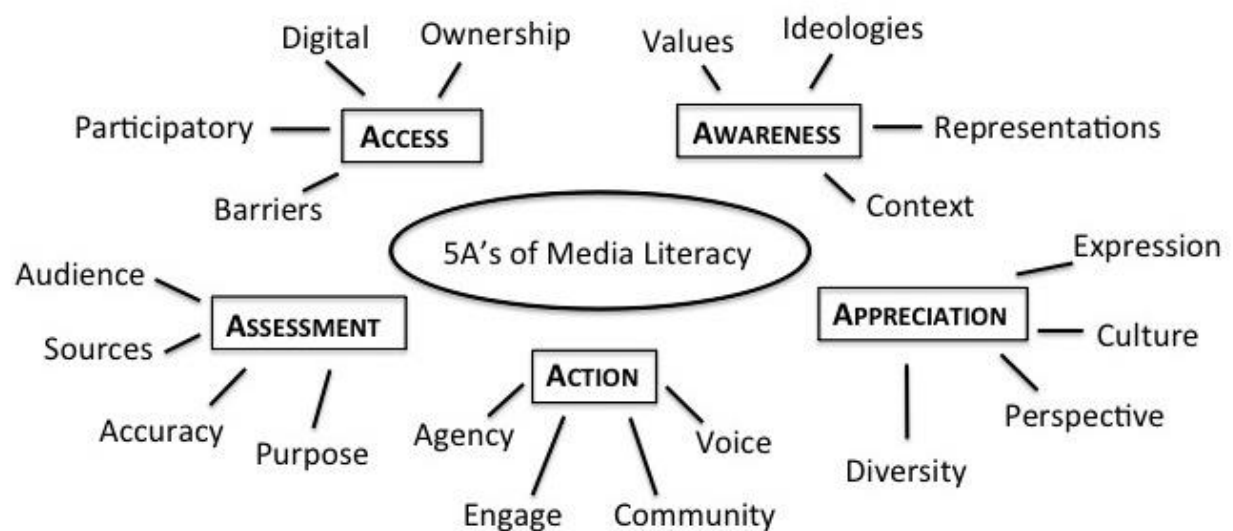 Digital
Ownership
Participatory
ACCESS
Barriers
Values
Ideologies
AWARENESS
Representations
Context
5A’s of Media Literacy
Audience
Sources
ASSESSMENT
Accuracy
Purpose
ACTION
Agency
Engage
Community
Voice
Expression
APPRECIATION
Culture
Perspective
Diversity